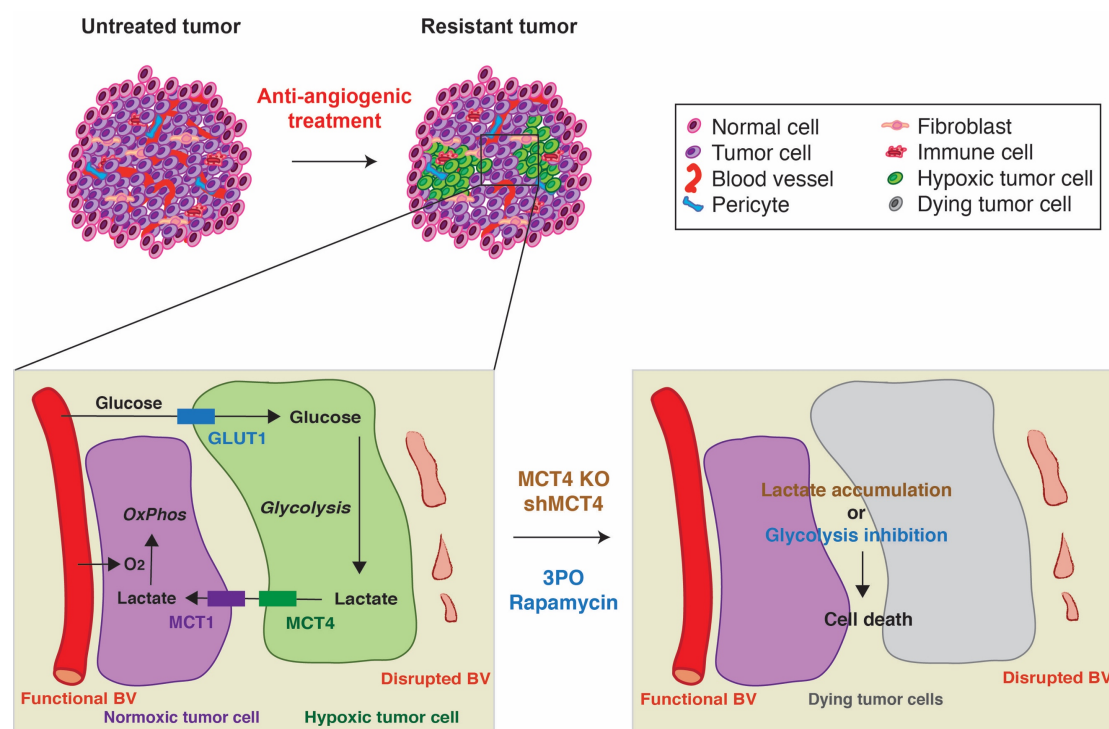 Untreated tumor
Resistant tumor
Anti-angiogenic
treatment
Normal cell
Tumor cell
Blood vessel
Pericyte
Fibroblast
Immune cell
Hypoxic tumor cell
Dying tumor cell
Glucose
Glucose
GLUT1
OxPhos
Glycolysis
O2
Lactate
Lactate
MCT1
MCT4
Functional BV
Disrupted BV
Normoxic tumor cell
Hypoxic tumor cell
MCT4 KO
shMCT4
3PO
Rapamycin
Lactate accumulation
or
Glycolysis inhibition
Cell death
Functional BV
Disrupted BV
Dying tumor cells